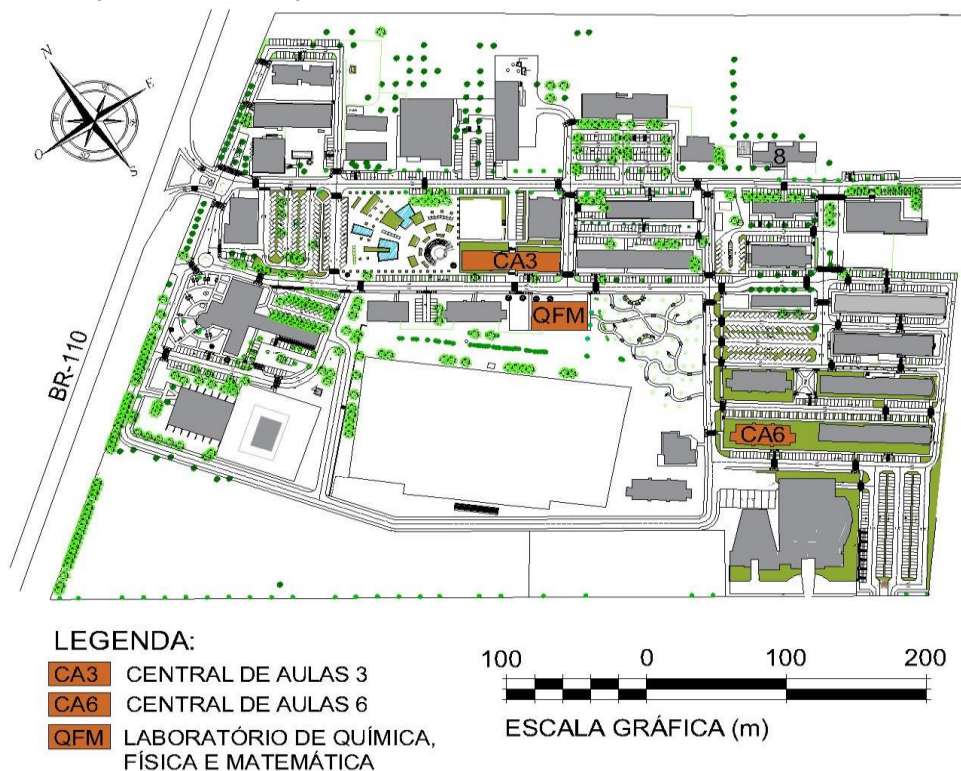 N
E
O
S
8
CA3
QFM
BR-110
CA6
LEGENDA:
CA3 CENTRAL DE AULAS 3
CA6 CENTRAL DE AULAS 6
QFM LABORATÓRIO DE QUÍMICA,
FÍSICA E MATEMÁTICA
100 0 100 200
ESCALA GRÁFICA (m)